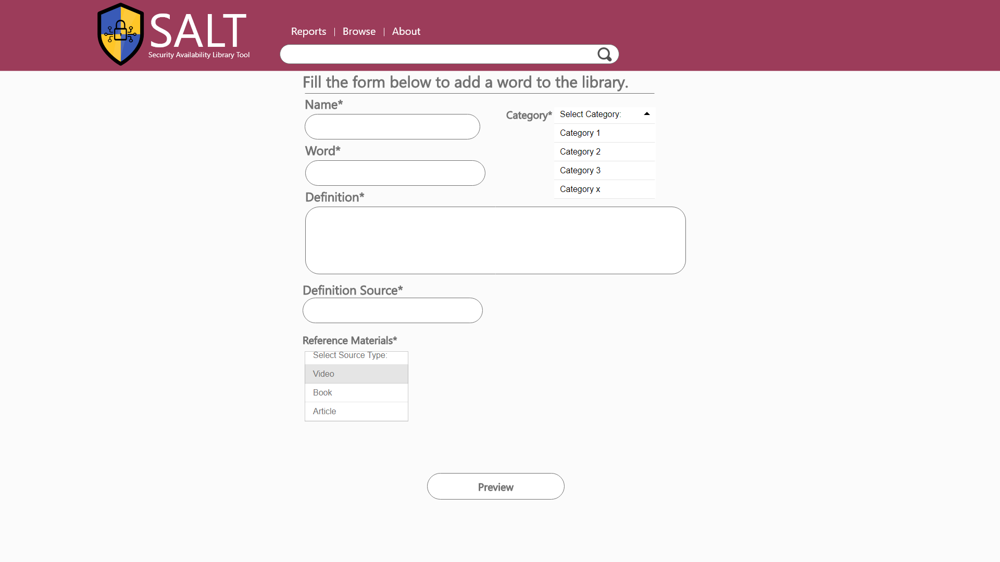 SALT
Security Availability Library Tool
Reports | Browse | About
Fill the form below to add a word to the library.
Name*
Category*
Select Category:
Category 1
Category 2
Category 3
Category x
Word*
Definition*
Definition Source*
Reference Materials*
Select Source Type:
Video
Book
Article
Preview